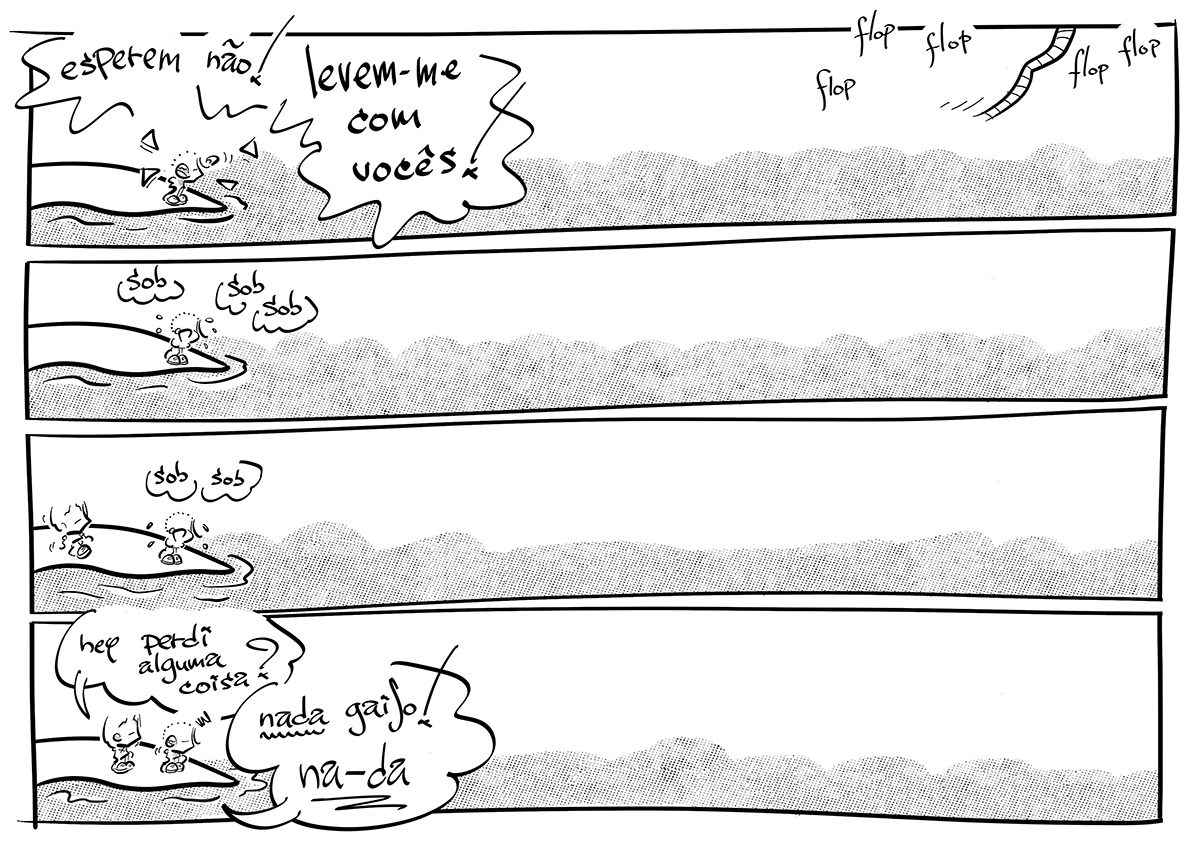 esperem não!
levem-me
com
vocês!
flop
flop
flop
flop
flop
sob
sob
sob
sob
sob
hey perdi
alguma
coisa?
nada gaijo!
na-da